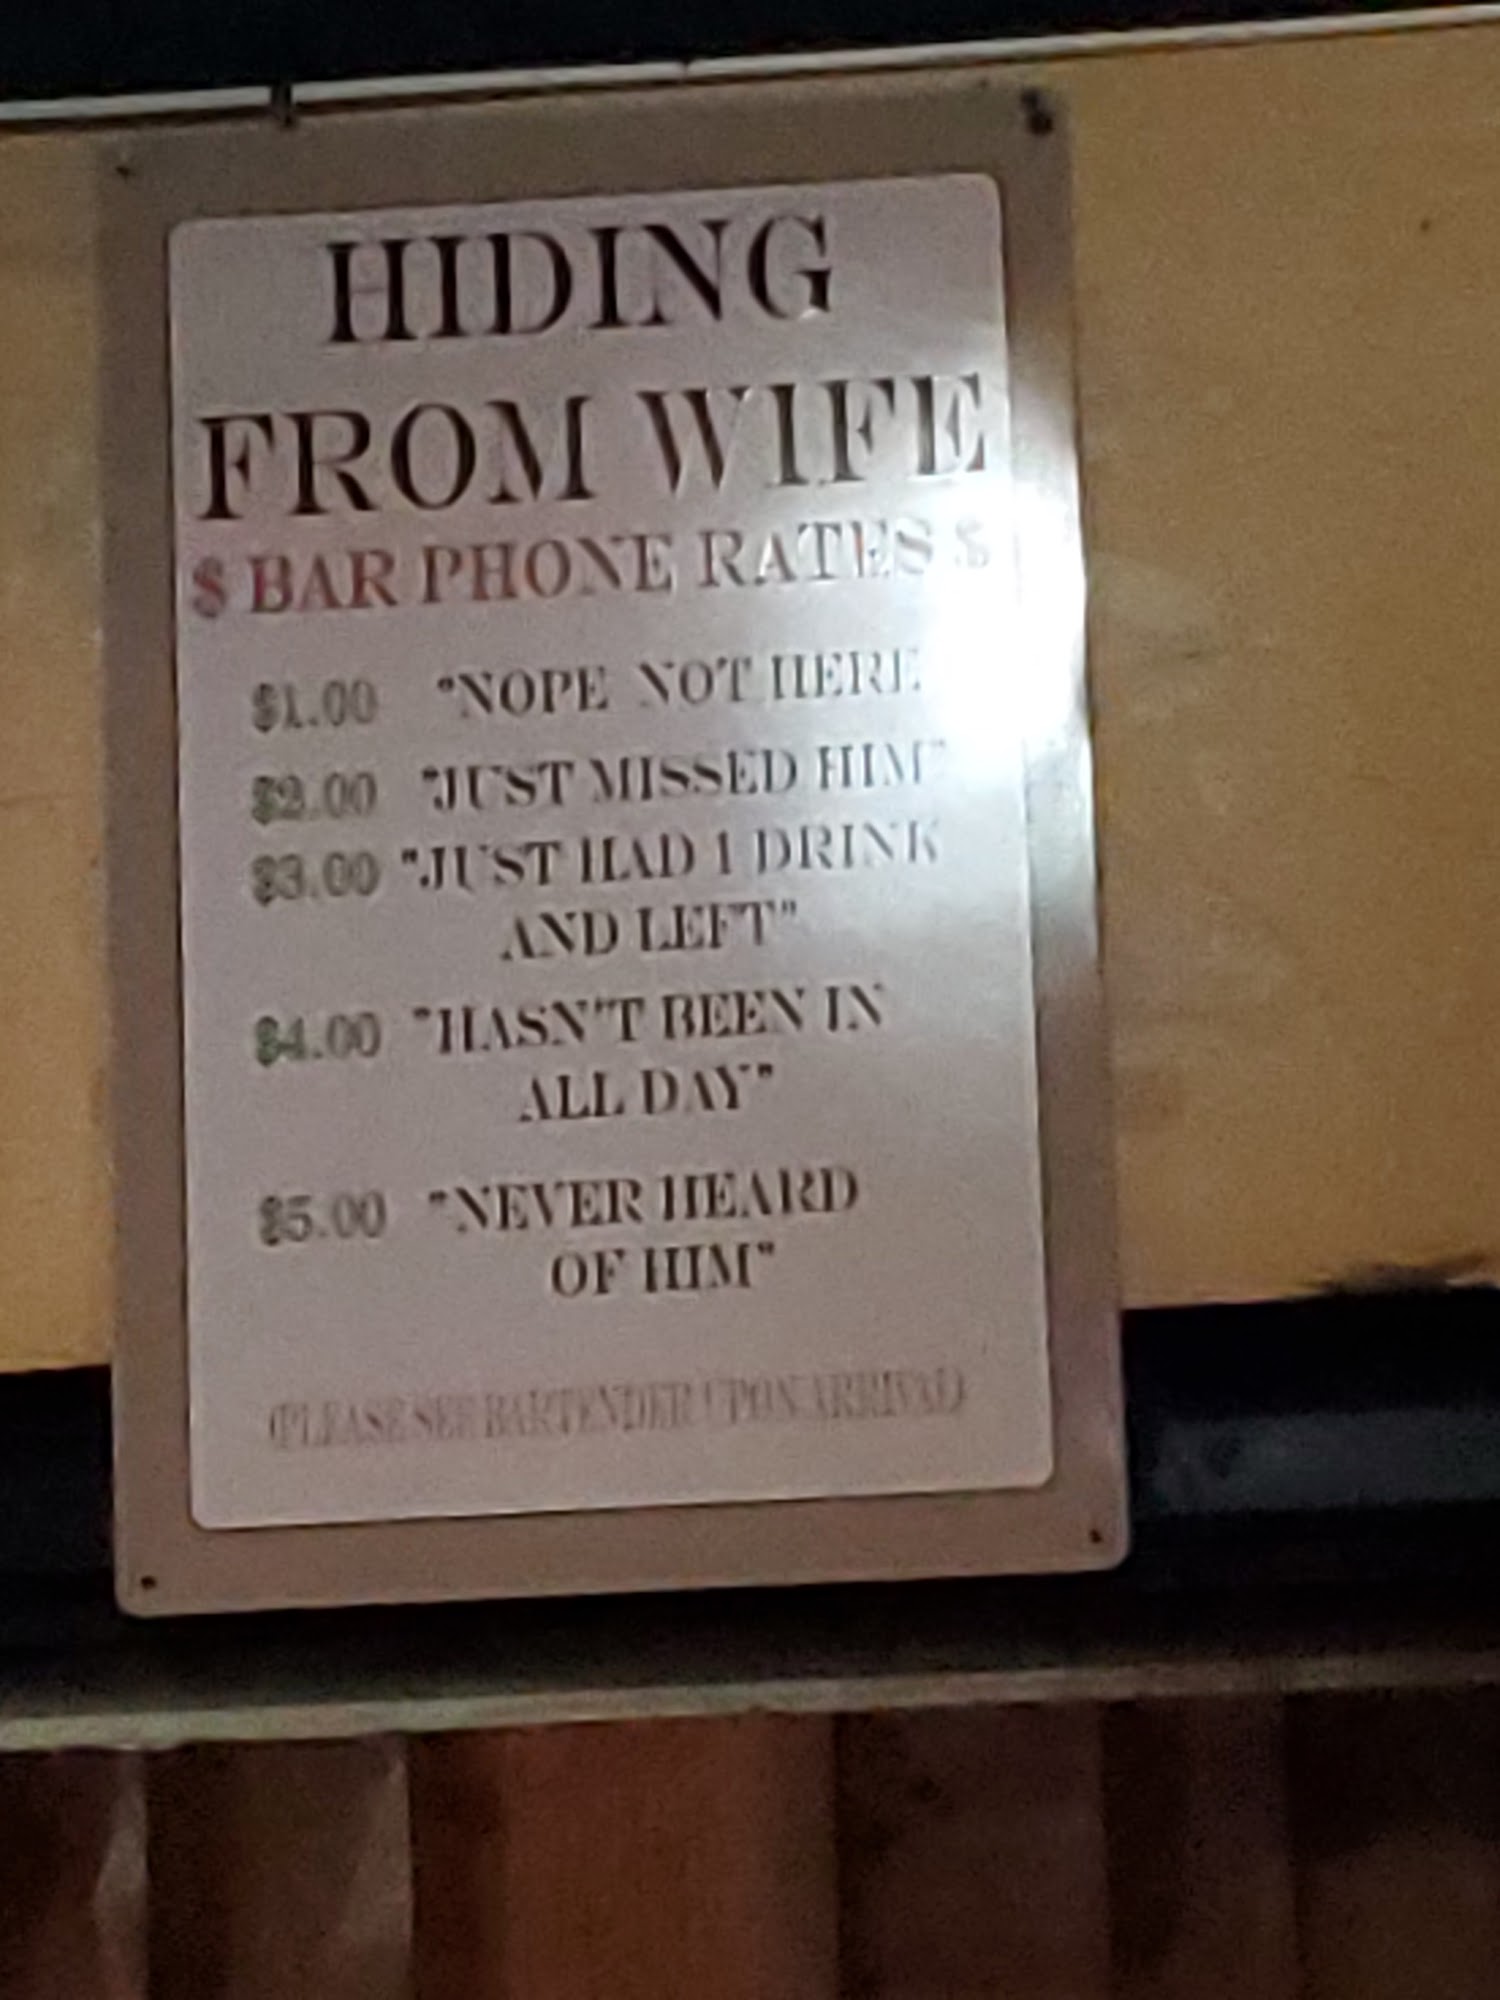 HIDING
FROM WIFE
$ BAR PHONE RATES $
$1.00 "NOPE NOT HERE
$2.00 "JUST MISSED HIM"
$3.00 "JUST HAD 1 DRINK
AND LEFT"
$4.00 "HASN'T BEEN IN
ALL DAY"
$5.00 "NEVER HEARD
OF HIM"
(PLEASE SEE BARTENDER UPON ARRIVAL)